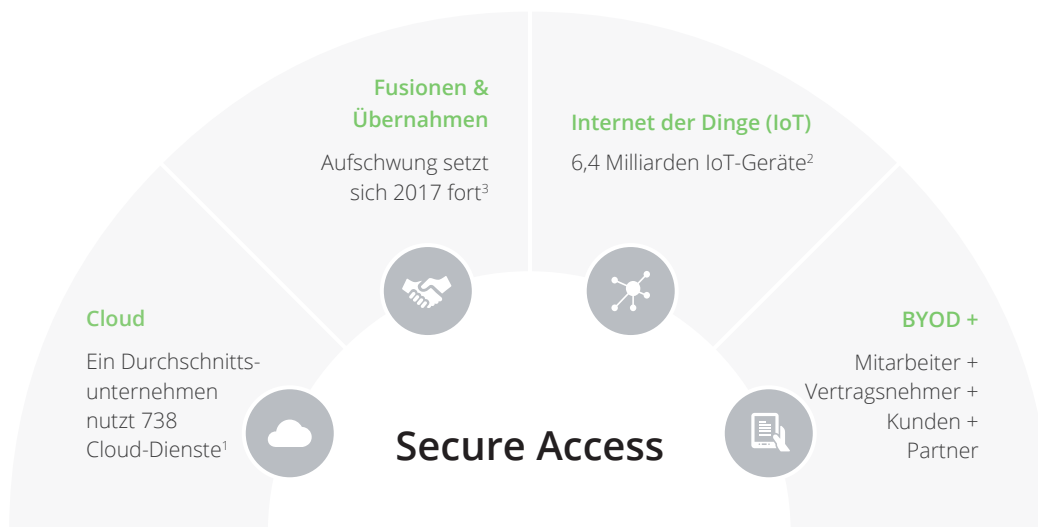 Fusionen &
Übernahmen
Aufschwung setzt
sich 2017 fort³
Internet der Dinge (IoT)
6,4 Milliarden IoT-Geräte²
Cloud
Ein Durchschnitts-
unternehmen
nutzt 738
Cloud-Dienste¹
BYOD +
Mitarbeiter +
Vertragsnehmer +
Kunden +
Partner
Secure Access